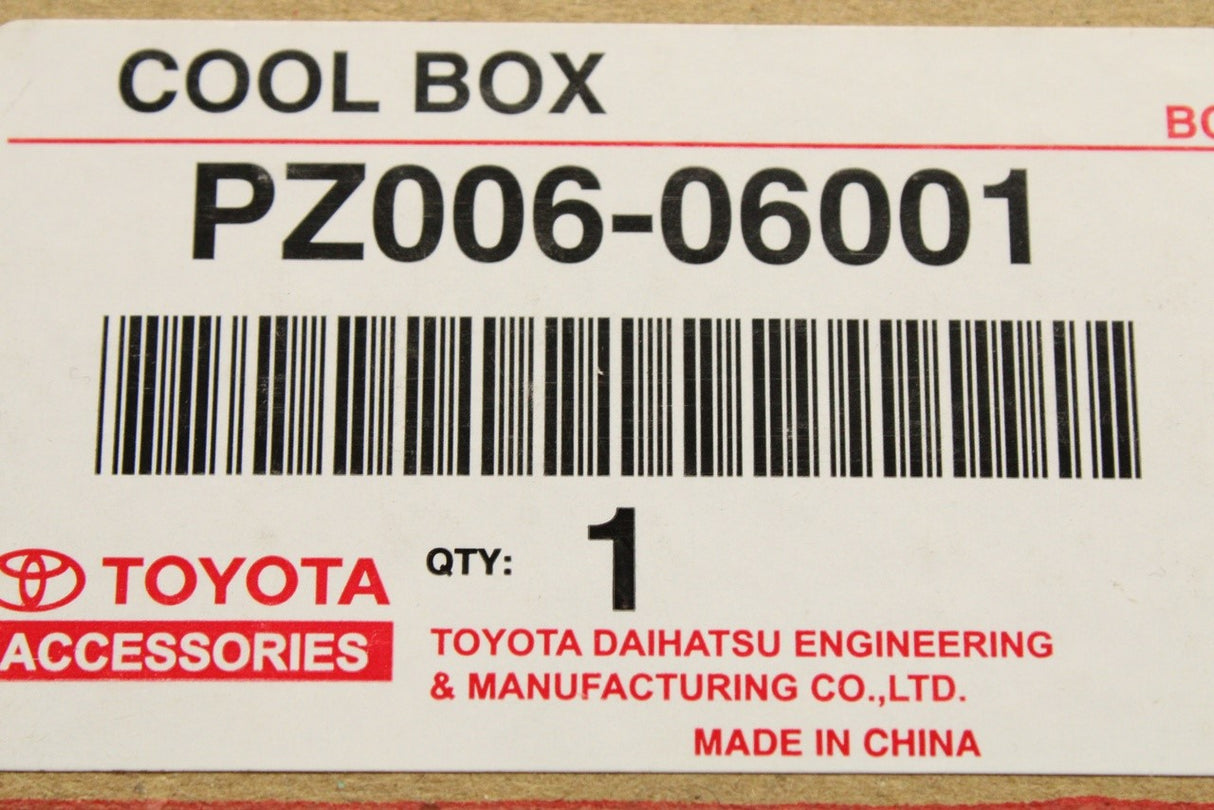 COOL BOX
PZ006-06001
QTY: 1
TOYOTA
ACCESSORIES
TOYOTA DAIHATSU ENGINEERING
& MANUFACTURING CO.,LTD.
MADE IN CHINA